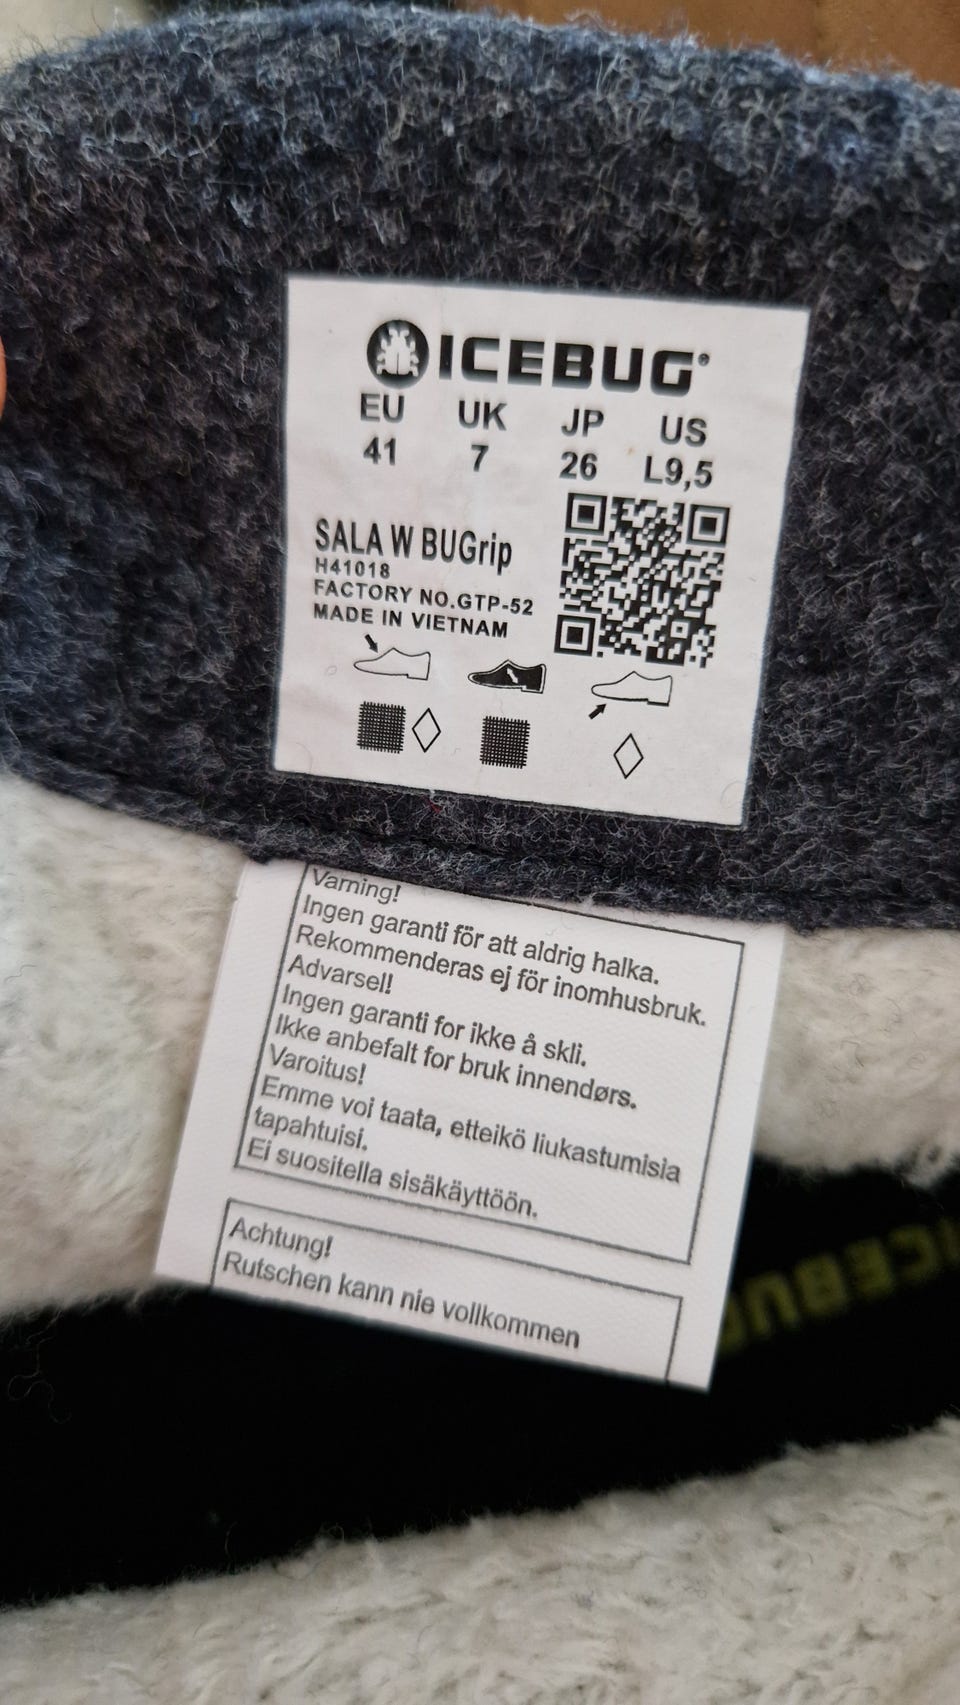 ICEBUG®
EU UK JP US
41 7 26 L9,5
SALA W BUGrip
H41018
FACTORY NO.GTP-52
MADE IN VIETNAM
Varning!
Ingen garanti för att aldrig halka.
Rekommenderas ej för inomhusbruk.
Advarsel!
Ingen garanti for ikke å skli.
Ikke anbefalt for bruk innendørs.
Varoitus!
Emme voi taata, etteikö liukastumisia
tapahtuisi.
Ei suositella sisäkäyttöön.
Achtung!
Rutschen kann nie vollkommen
ICEBUG